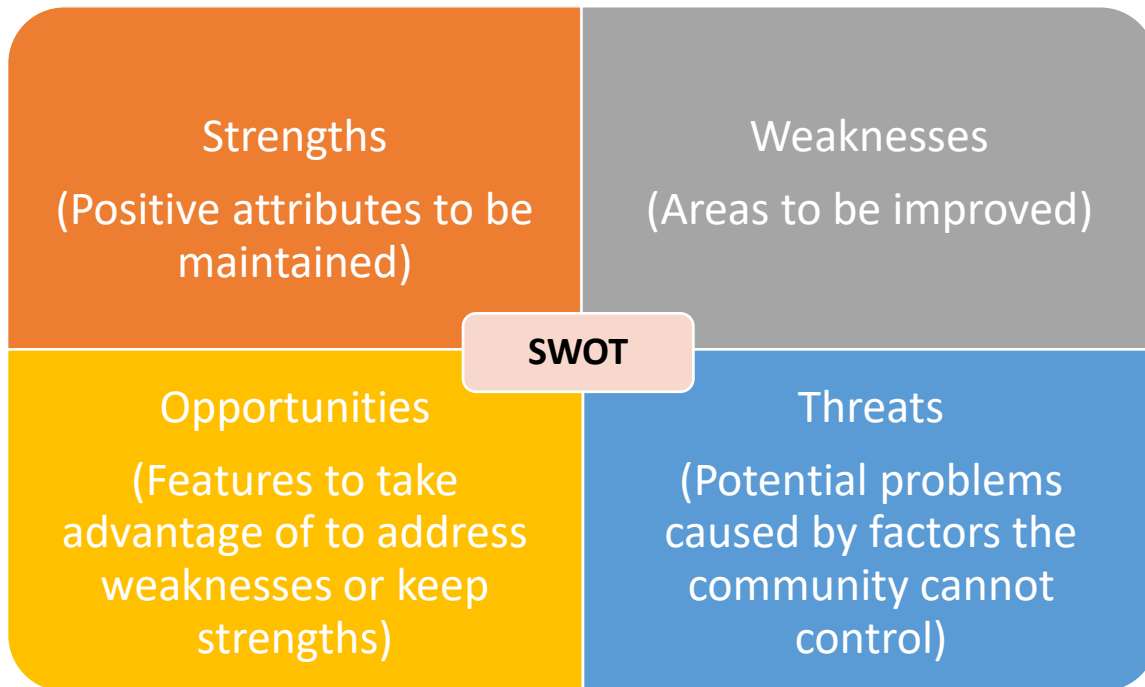 Strengths
(Positive attributes to be
maintained)
Weaknesses
(Areas to be improved)
SWOT
Opportunities
(Features to take
advantage of to address
weaknesses or keep
strengths)
Threats
(Potential problems
caused by factors the
community cannot
control)